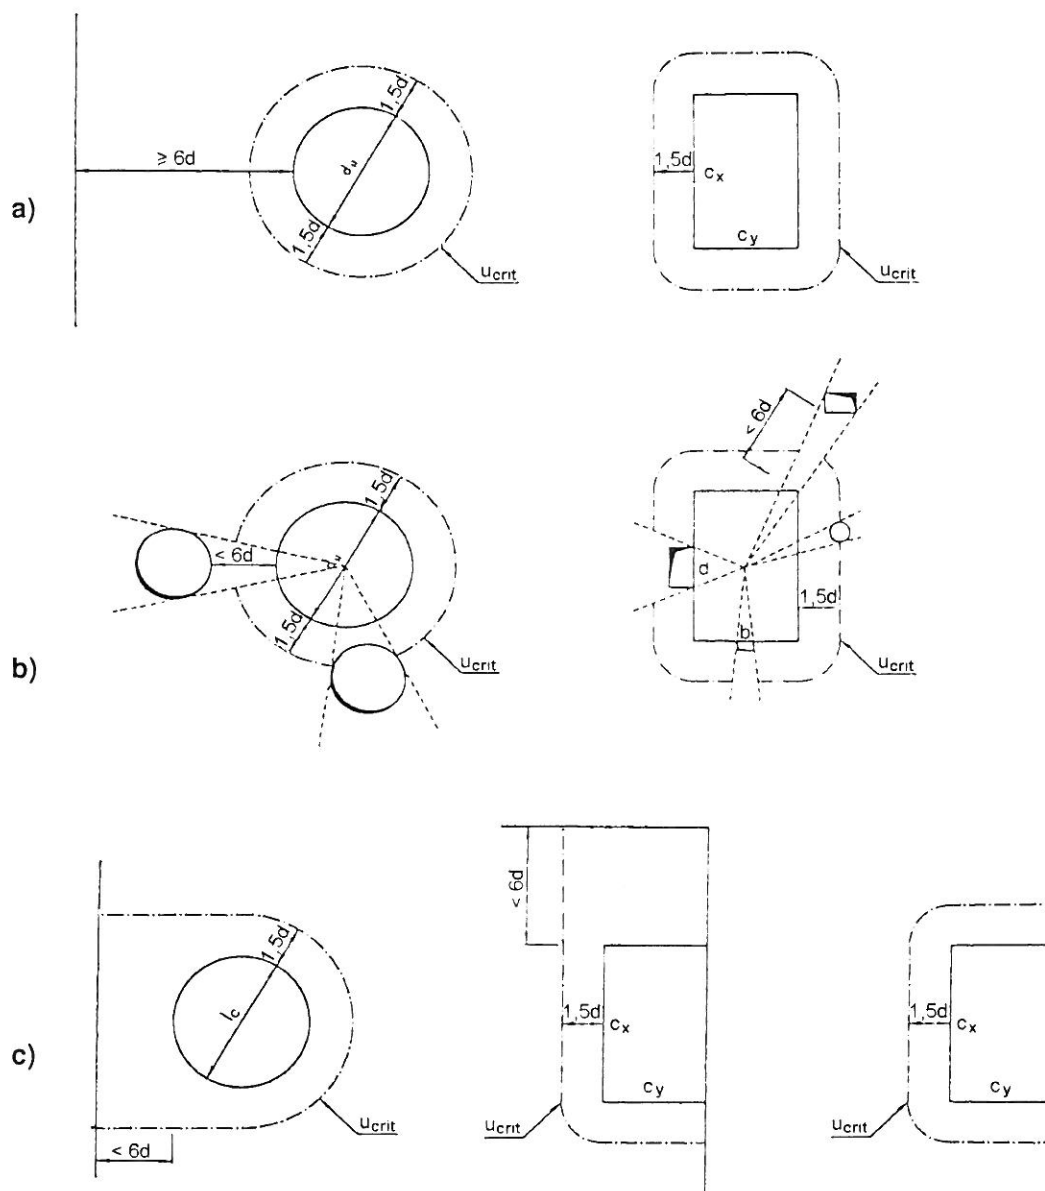 a)
≥ 6d
1,5d
d_u
1,5d
u_crit
1,5d
c_x
c_y
u_crit
b)
< 6d
1,5d
1,5d
u_crit
< 6d
d
b
1,5d
u_crit
c)
1,5d
l_c
u_crit
< 6d
< 6d
1,5d
c_x
c_y
u_crit
1,5d
c_x
c_y
u_crit